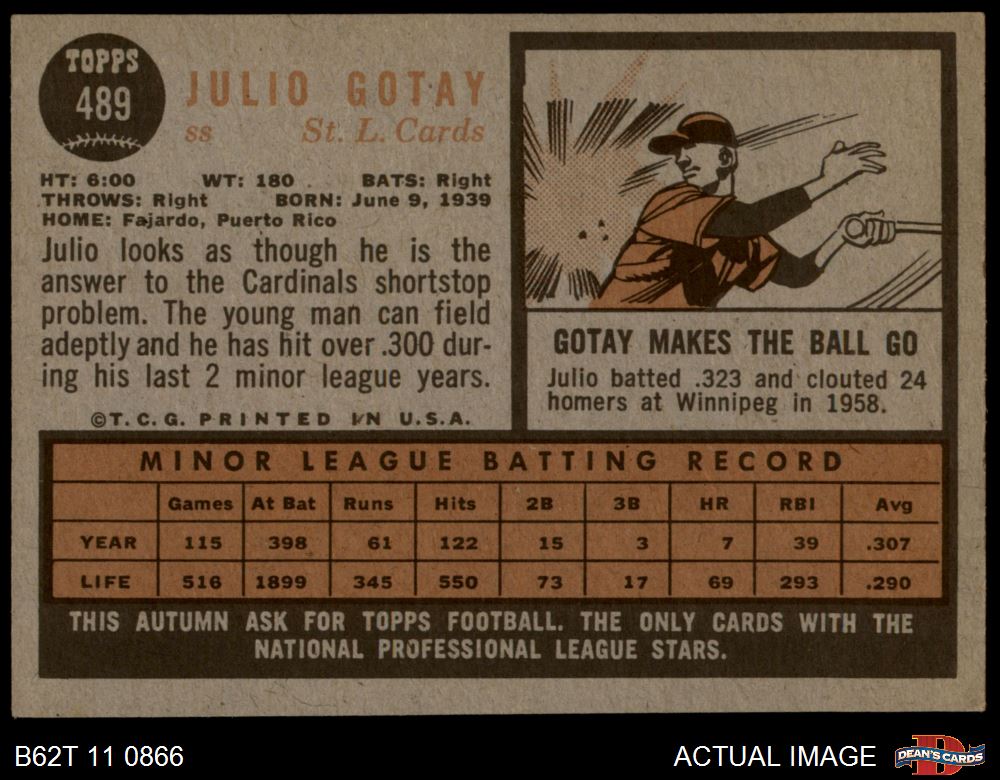 TOPPS
489
JULIO GOTAY
SS St. L. Cards
HT: 6:00 WT: 180 BATS: Right
THROWS: Right BORN: June 9, 1939
HOME: Fajardo, Puerto Rico
Julio looks as though he is the
answer to the Cardinals shortstop
problem. The young man can field
adeptly and he has hit over .300 dur-
ing his last 2 minor league years.
©T.C.G. PRINTED IN U.S.A.
GOTAY MAKES THE BALL GO
Julio batted .323 and clouted 24
homers at Winnipeg in 1958.
MINOR LEAGUE BATTING RECORD
Games At Bat Runs Hits 2B 3B HR RBI Avg
YEAR 115 398 61 122 15 3 7 39 .307
LIFE 516 1899 345 550 73 17 69 293 .290
THIS AUTUMN ASK FOR TOPPS FOOTBALL. THE ONLY CARDS WITH THE
NATIONAL PROFESSIONAL LEAGUE STARS.
B62T 11 0866 ACTUAL IMAGE DEAN'S CARDS